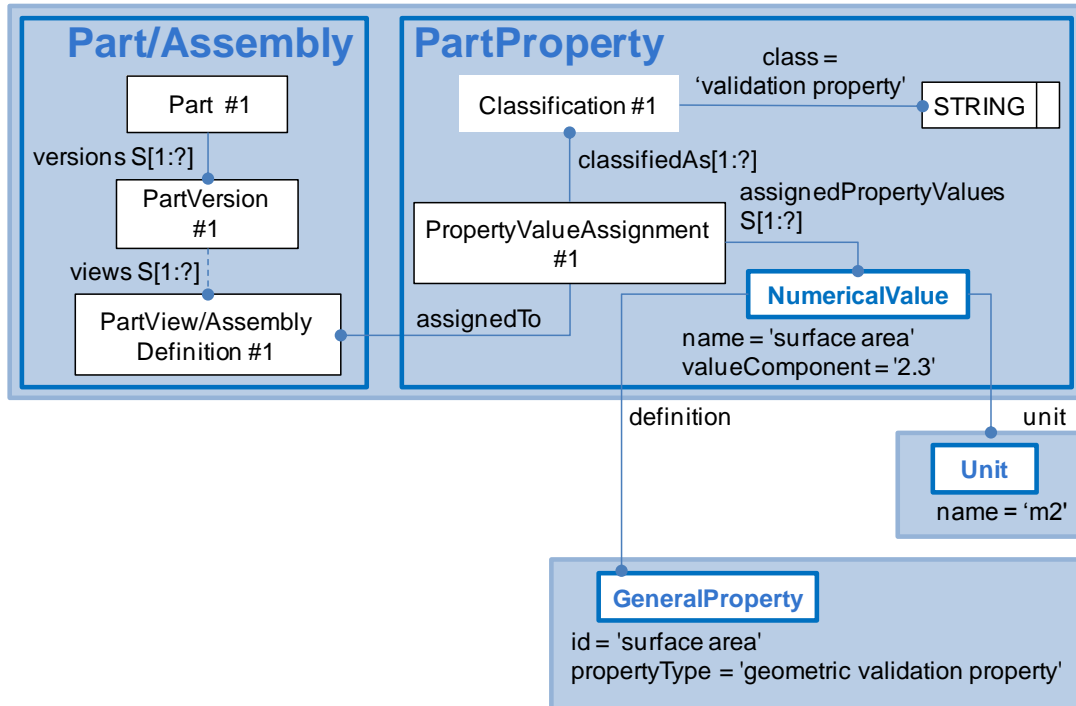 Part/Assembly
Part #1
versions S[1:?]
PartVersion
#1
views S[1:?]
PartView/Assembly
Definition #1
PartProperty
class =
‘validation property'
Classification #1
STRING
classifiedAs[1:?]
assignedPropertyValues
S[1:?]
PropertyValueAssignment
#1
assignedTo
NumericalValue
name = 'surface area'
valueComponent = '2.3'
definition
unit
Unit
name = ‘m2'
GeneralProperty
id = 'surface area'
propertyType = 'geometric validation property'